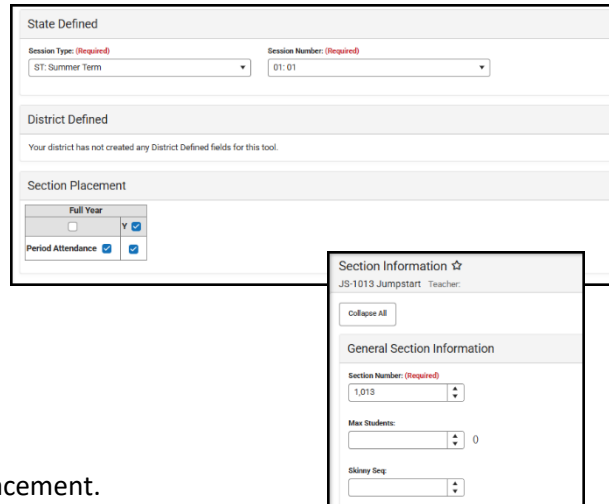 State Defined
Session Type: (Required) Session Number: (Required)
ST: Summer Term 01: 01
District Defined
Your district has not created any District Defined fields for this tool.
Section Placement
Full Year
Y
Period Attendance
Section Information ☆
JS-1013 Jumpstart Teacher:
Collapse All
General Section Information
Section Number: (Required)
1,013
Max Students:
()
Skinny Seq:
cement.